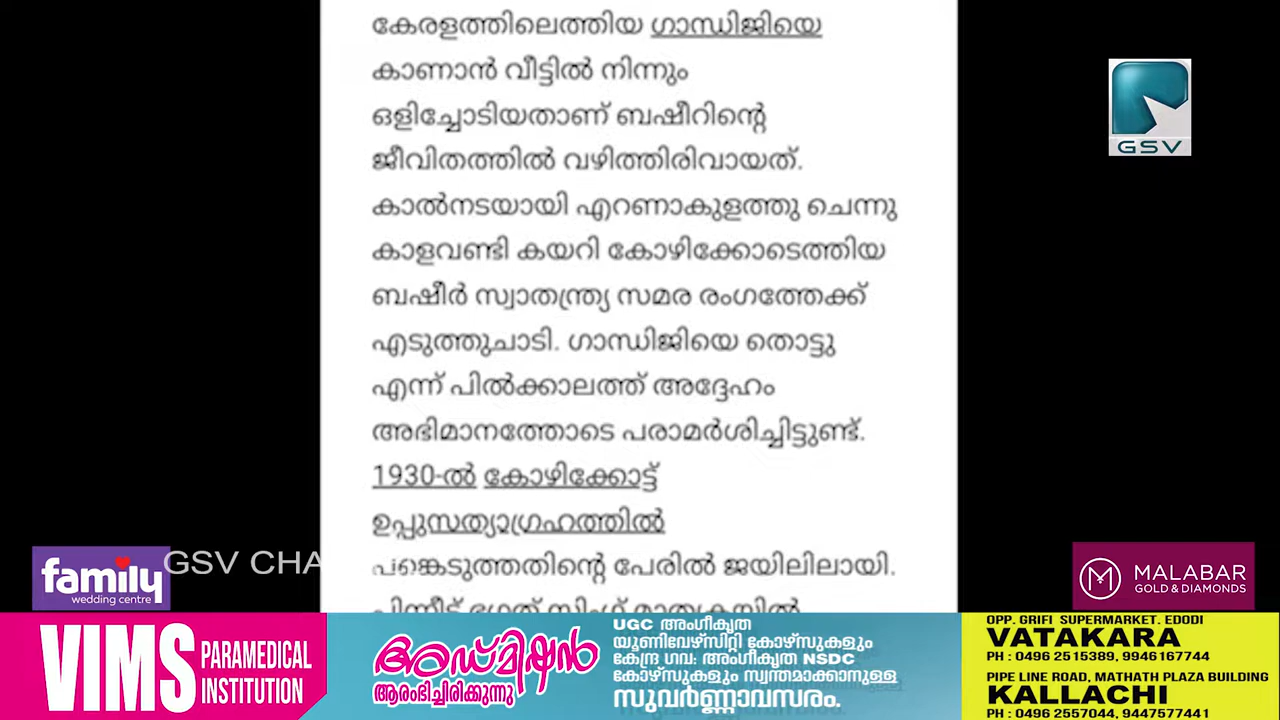 കേരളത്തിലെത്തിയ ഗാന്ധിജിയെ
കാണാൻ വീട്ടിൽ നിന്നും
ഒളിച്ചോടിയതാണ് ബഷീറിന്റെ
ജീവിതത്തിൽ വഴിത്തിരിവായത്.
കാൽനടയായി എറണാകുളത്തു ചെന്നു
കാളവണ്ടി കയറി കോഴിക്കോടെത്തിയ
ബഷീർ സ്വാതന്ത്ര്യ സമര രംഗത്തേക്ക്
എടുത്തുചാടി. ഗാന്ധിജിയെ തൊട്ടു
എന്ന് പിൽക്കാലത്ത് അദ്ദേഹം
അഭിമാനത്തോടെ പരാമർശിച്ചിട്ടുണ്ട്.
1930-ൽ കോഴിക്കോട്ട്
ഉപ്പുസത്യാഗ്രഹത്തിൽ
പങ്കെടുത്തതിന്റെ പേരിൽ ജയിലിലായി.
പിന്നീട് ഭഗത് സിംഗ് മാതൃകയിൽ
GSV
family
wedding centre
GSV CHA
MALABAR
GOLD & DIAMONDS
VIMS PARAMEDICAL
INSTITUTION
അഡ്മിഷൻ
ആരംഭിച്ചിരിക്കുന്നു
UGC അംഗീകൃത
യൂണിവേഴ്സിറ്റി കോഴ്സുകളും
കേന്ദ്ര ഗവ: അംഗീകൃത NSDC
കോഴ്സുകളും സ്വന്തമാക്കാനുള്ള
സുവർണ്ണാവസരം.
OPP. GRIFI SUPERMARKET. EDODI
VATAKARA
PH : 0496 2515389, 9946167744
PIPE LINE ROAD, MATHATH PLAZA BUILDING
KALLACHI
PH : 0496 2557044, 9447577441